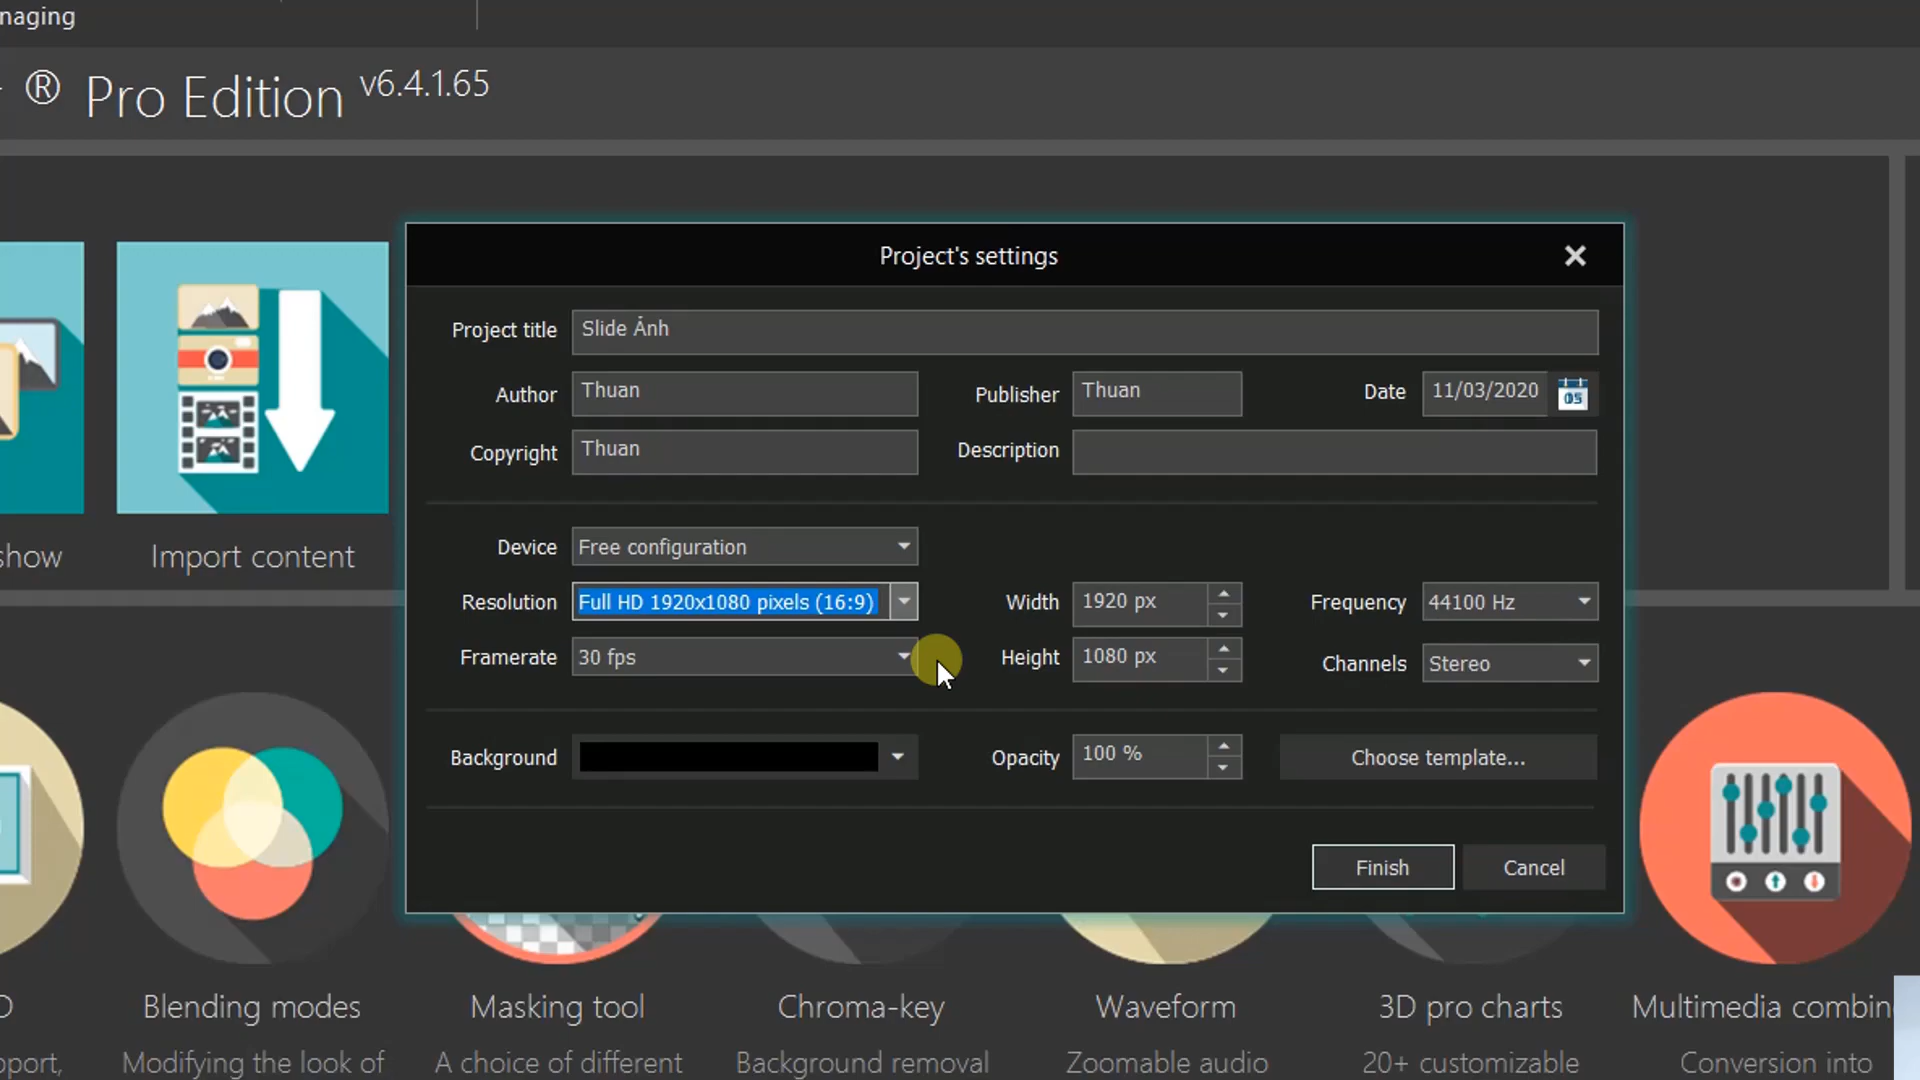 naging
® Pro Edition v6.4.1.65
Project's settings
Project title Slide Ảnh
Author Thuan Publisher Thuan Date 11/03/2020 05
Copyright Thuan Description
Device Free configuration
Resolution Full HD 1920x1080 pixels (16:9) Width 1920 px Frequency 44100 Hz
Framerate 30 fps Height 1080 px Channels Stereo
Background Opacity 100 % Choose template...
Finish Cancel
show Import content
D Blending modes Masking tool Chroma-key Waveform 3D pro charts Multimedia combin
pport, Modifying the look of A choice of different Background removal Zoomable audio 20+ customizable Conversion into